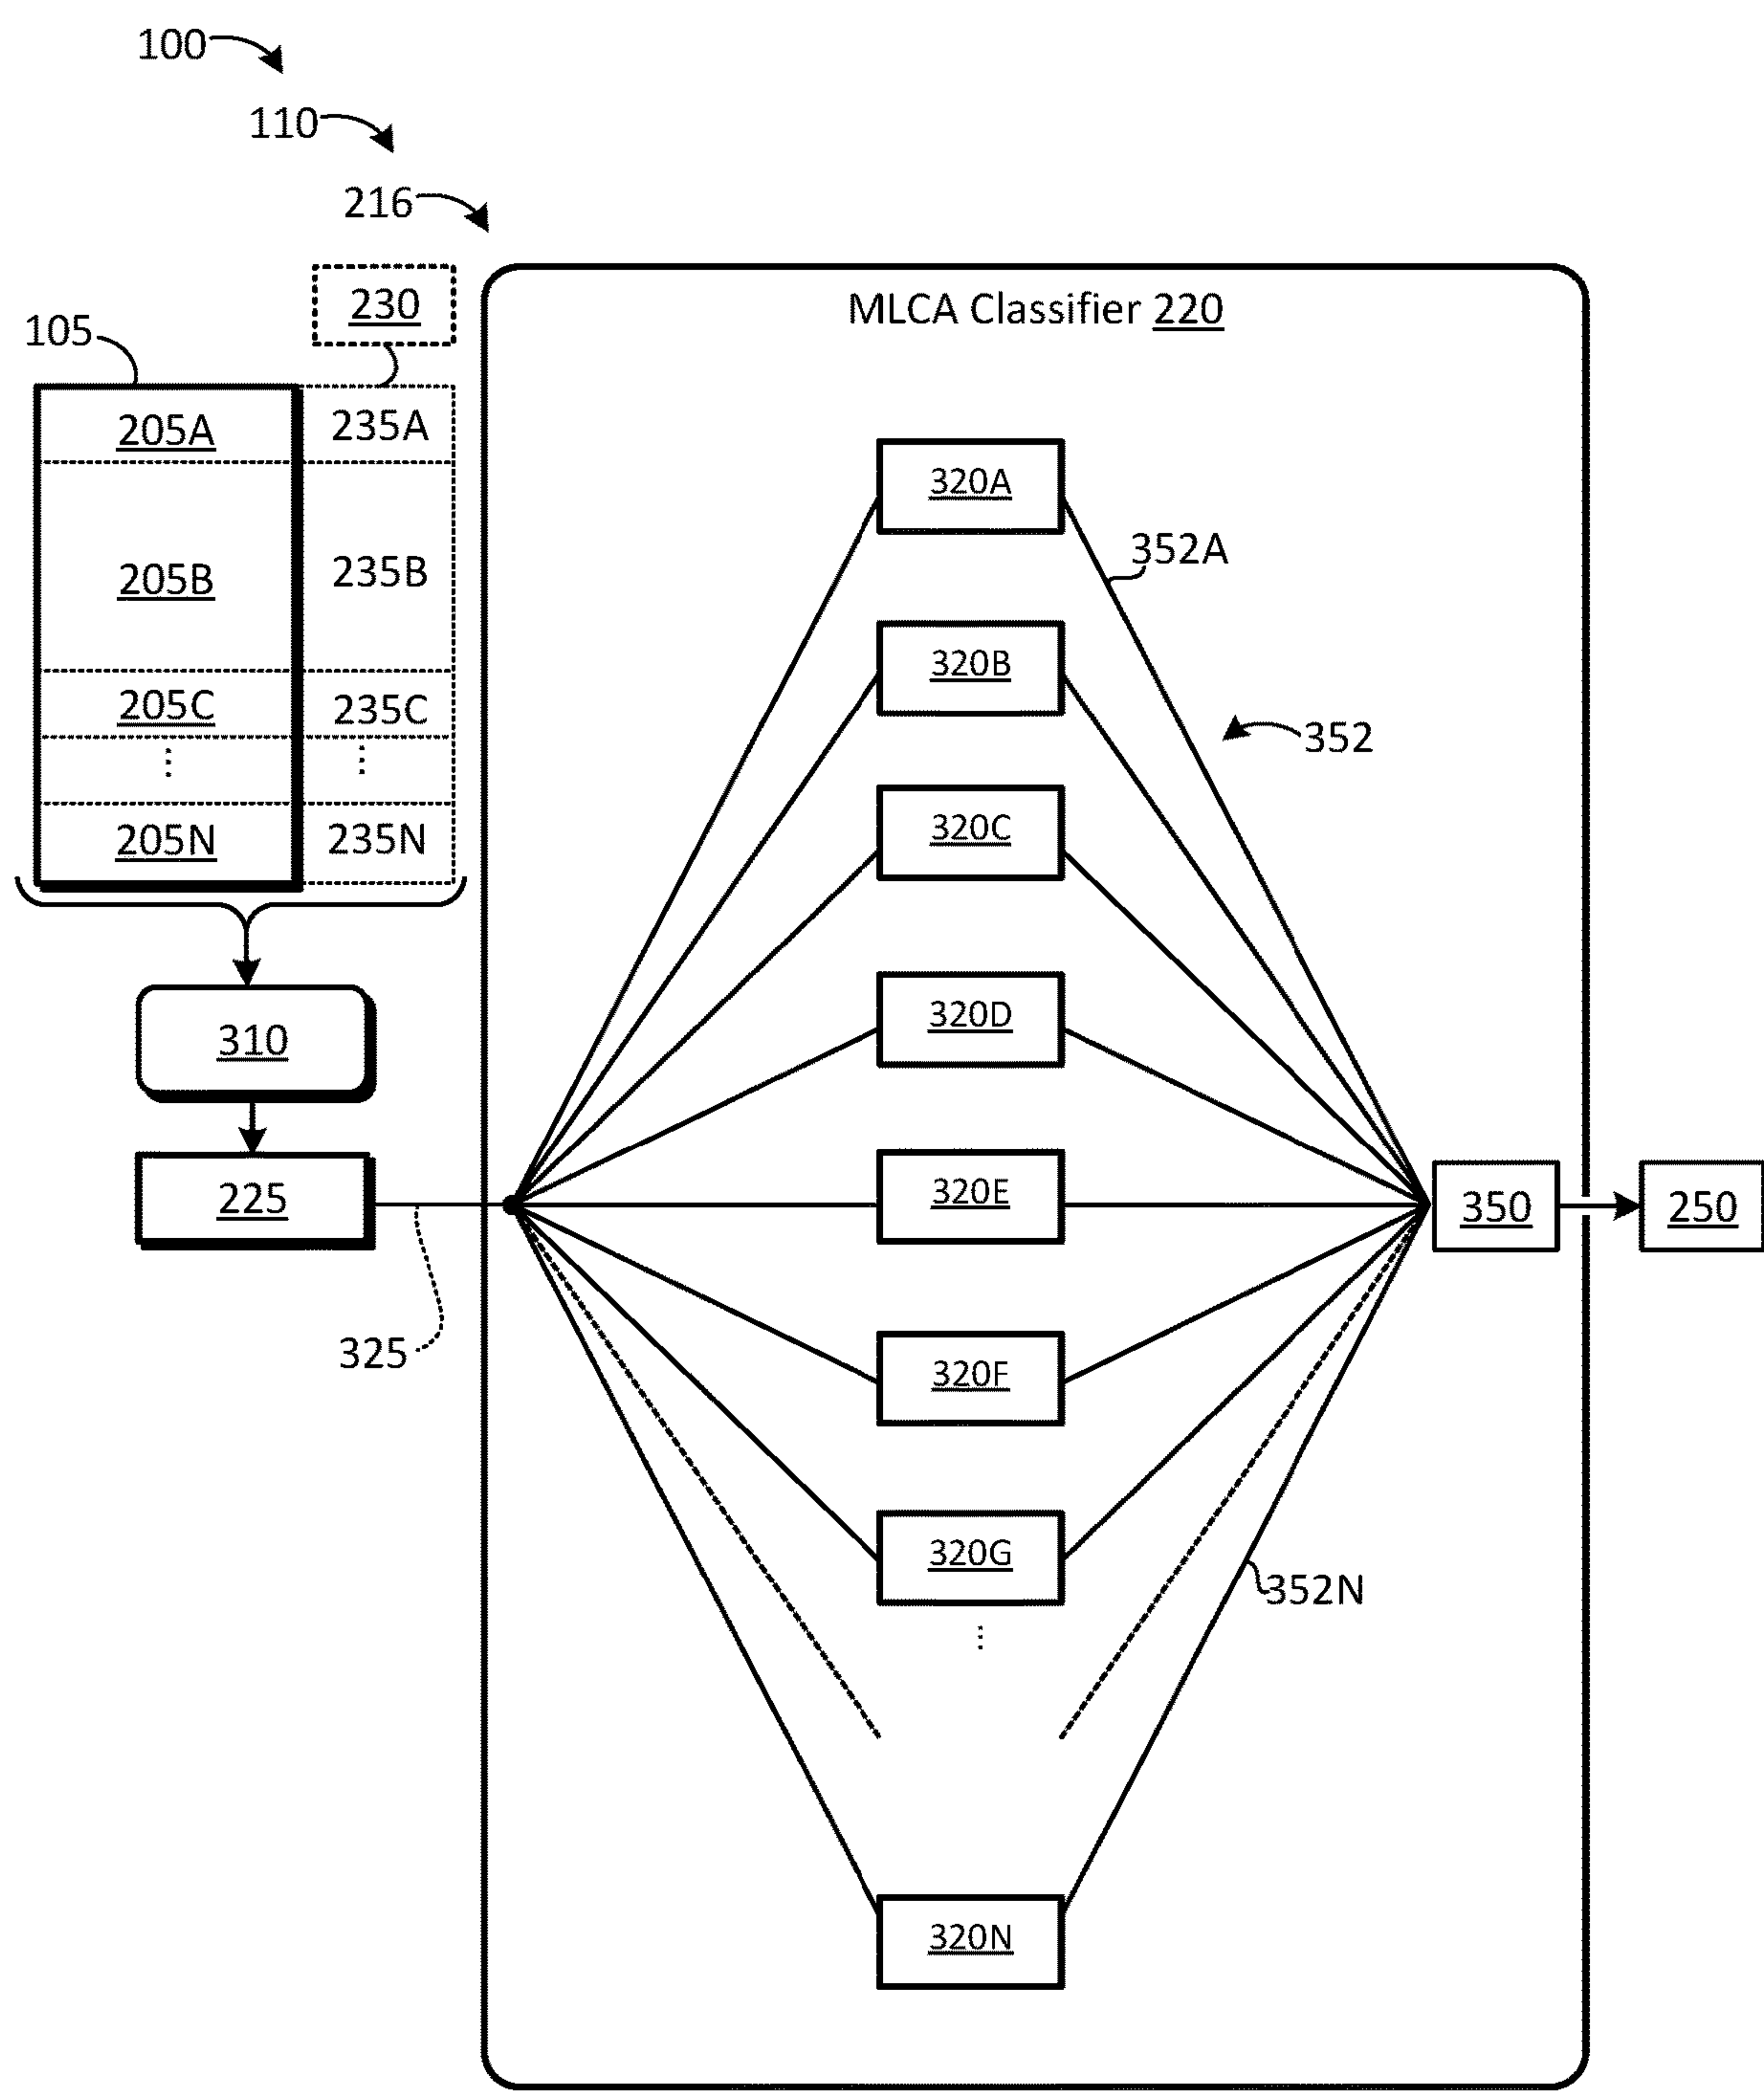 100
110
216
230
MLCA Classifier 220
105
205A 235A
320A
352A
205B 235B
320B
205C 235C
352
⋮ ⋮
320C
205N 235N
320D
310
320E
225
350
250
325
320F
320G
352N
⋮
320N